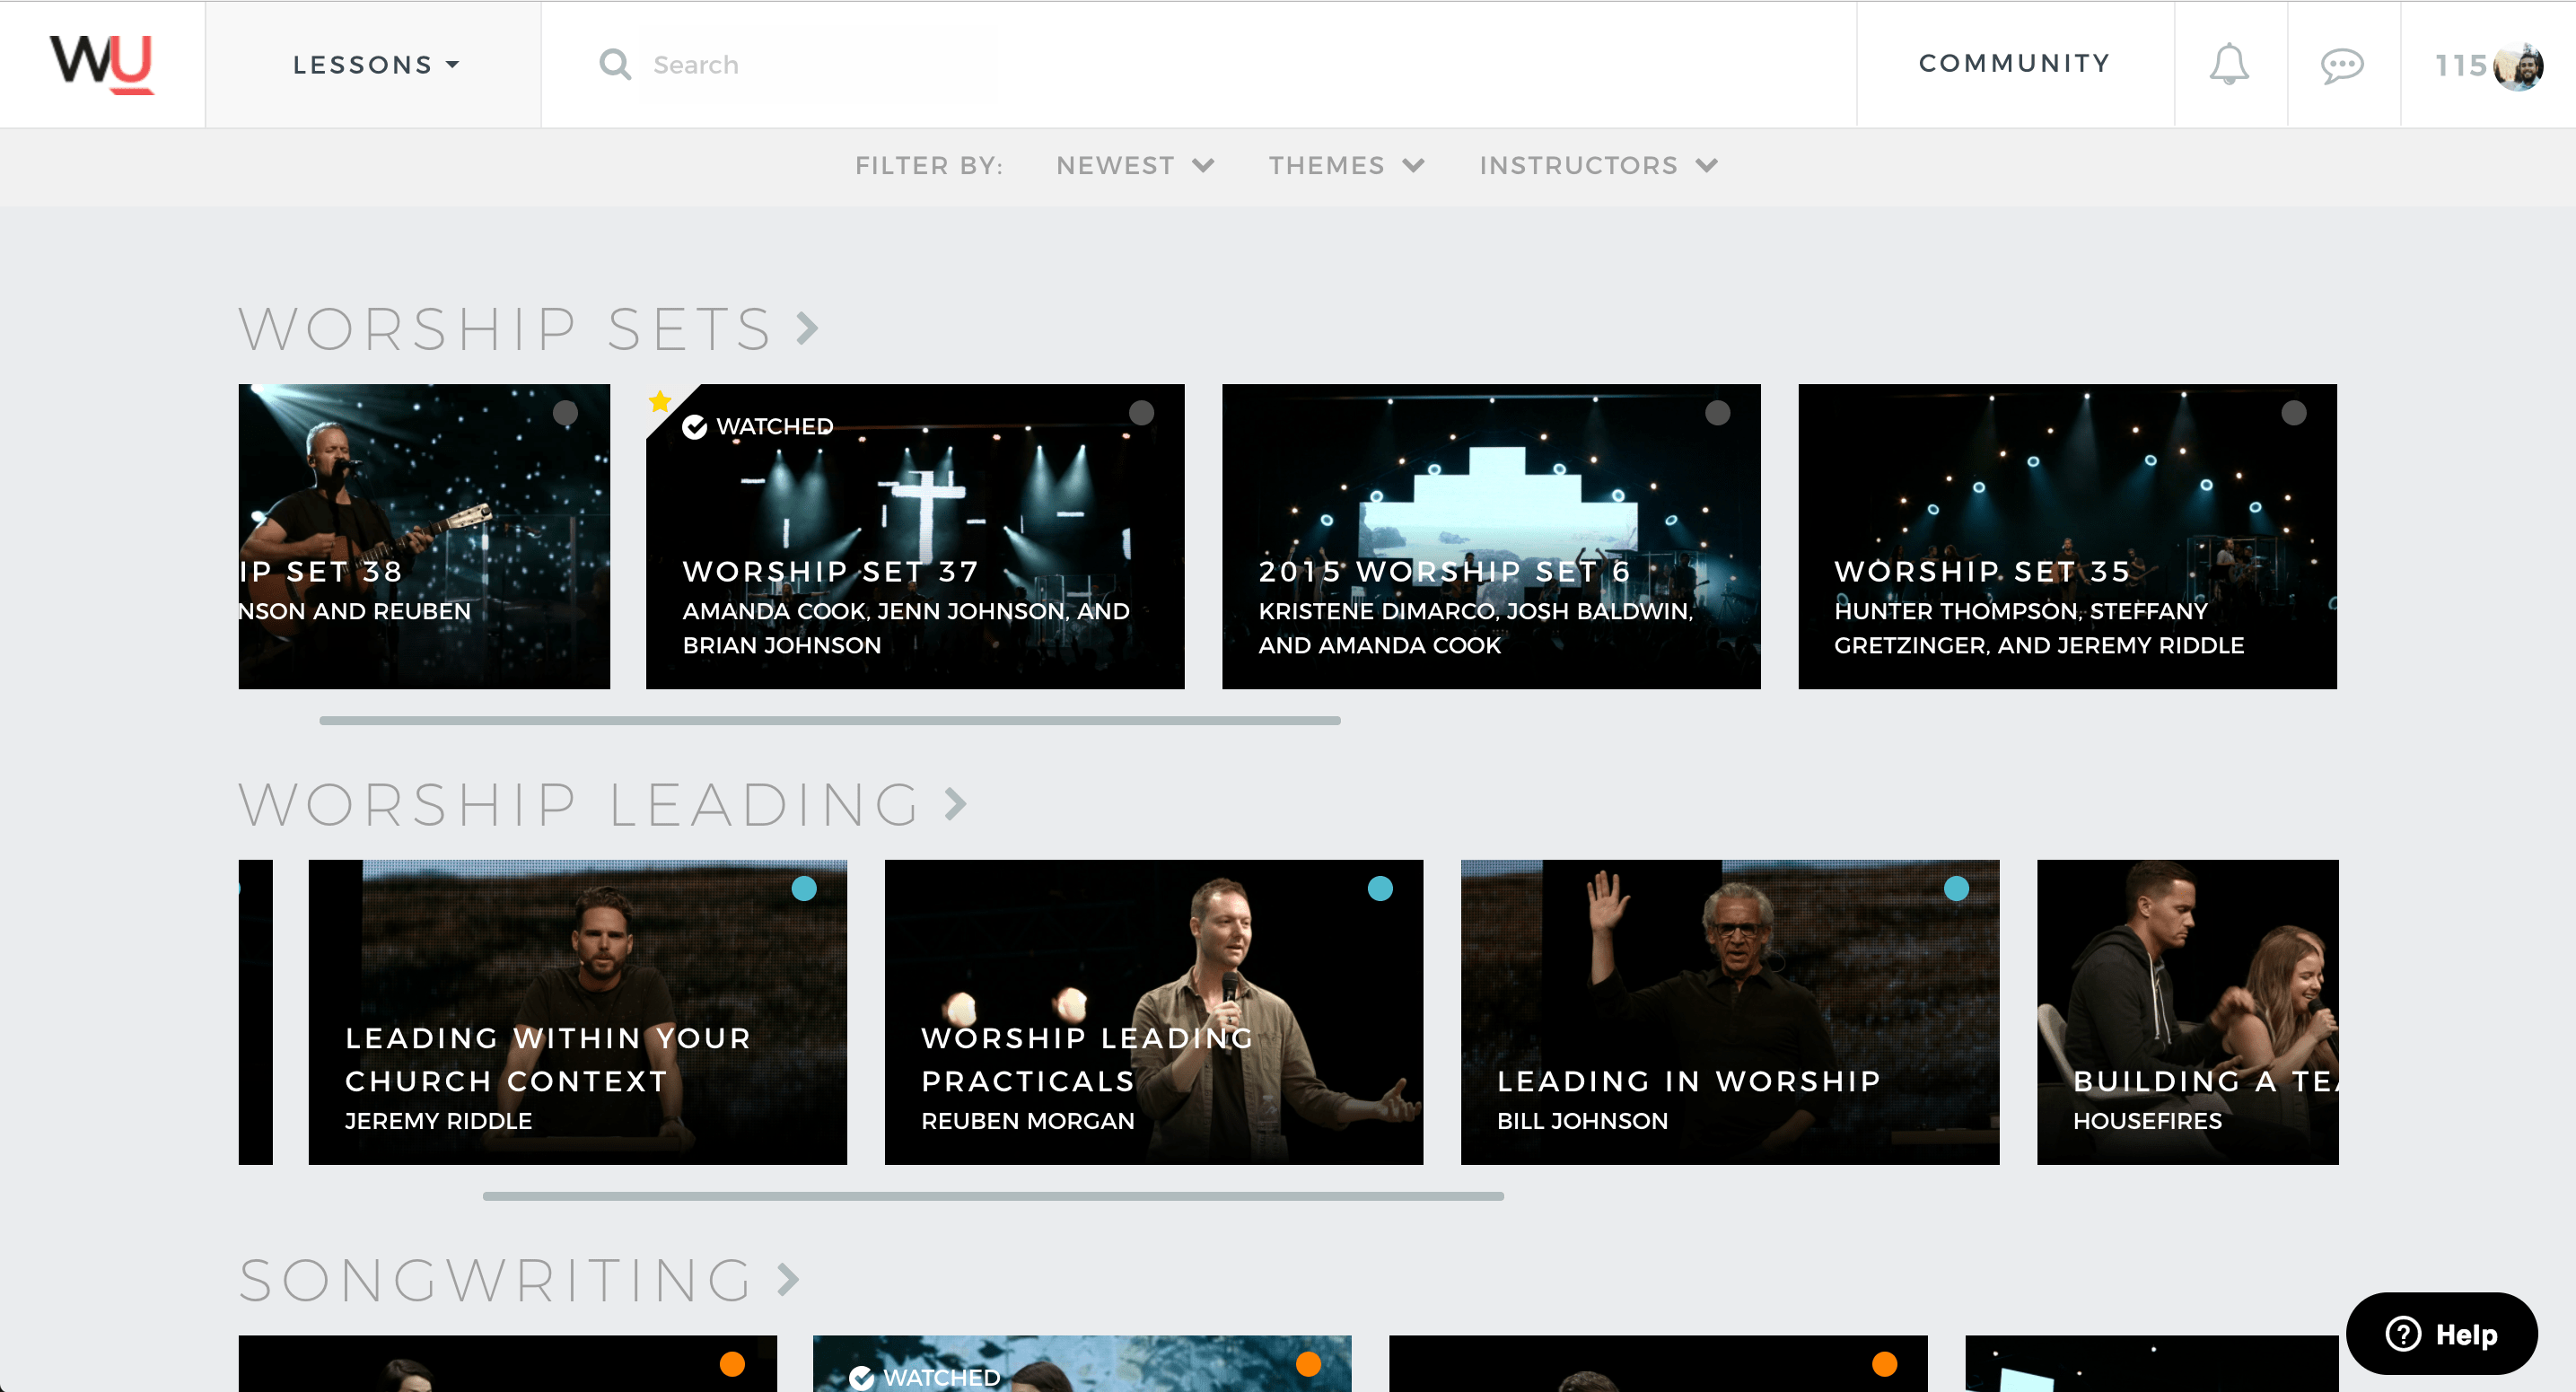 WU
LESSONS
Search
COMMUNITY
115
FILTER BY:
NEWEST
THEMES
INSTRUCTORS
WORSHIP SETS
IP SET 38
NSON AND REUBEN
WATCHED
WORSHIP SET 37
AMANDA COOK, JENN JOHNSON, AND
BRIAN JOHNSON
2015 WORSHIP SET 6
KRISTENE DIMARCO, JOSH BALDWIN,
AND AMANDA COOK
WORSHIP SET 35
HUNTER THOMPSON, STEFFANY
GRETZINGER, AND JEREMY RIDDLE
WORSHIP LEADING
LEADING WITHIN YOUR
CHURCH CONTEXT
JEREMY RIDDLE
WORSHIP LEADING
PRACTICALS
REUBEN MORGAN
LEADING IN WORSHIP
BILL JOHNSON
BUILDING A TEA
HOUSEFIRES
SONGWRITING
WATCHED
Help